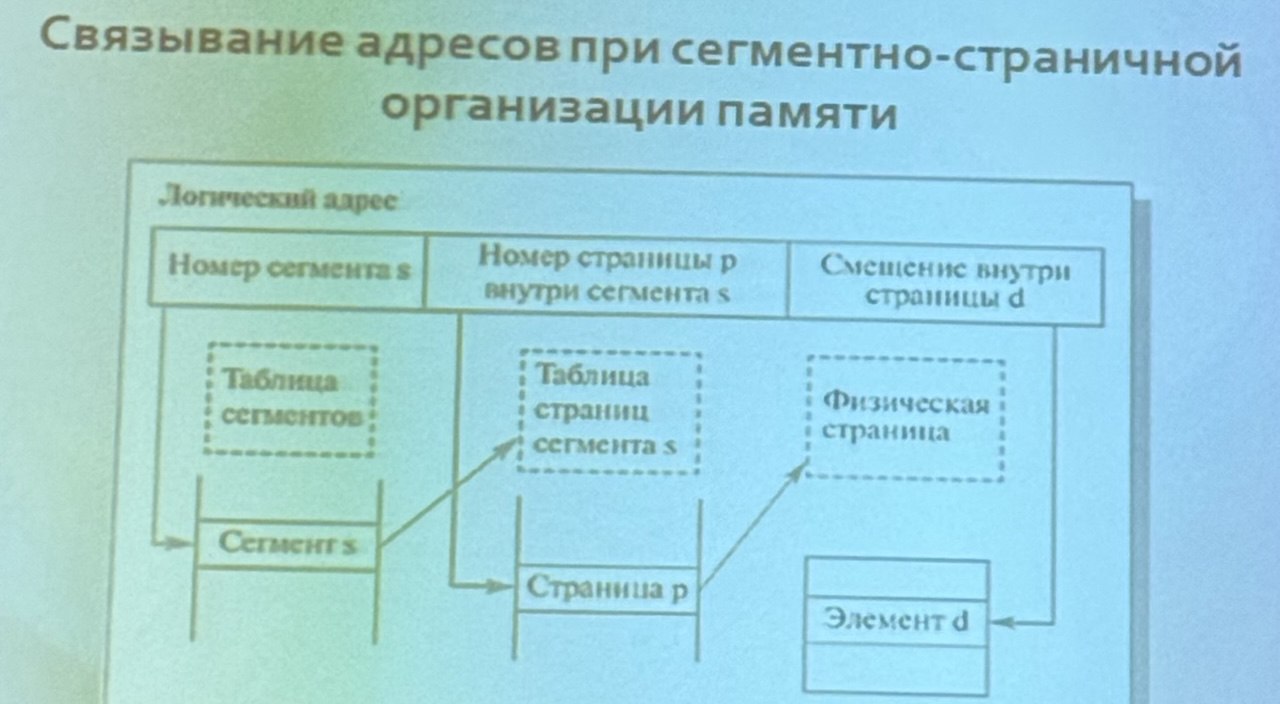 Связывание адресов при сегментно-страничной
организации памяти
Логический адрес
Номер сегмента s
Номер страницы p
внутри сегмента s
Смещение внутри
страницы d
Таблица
сегментов
Таблица
страниц
сегмента s
Физическая
страница
Сегмент s
Страница p
Элемент d